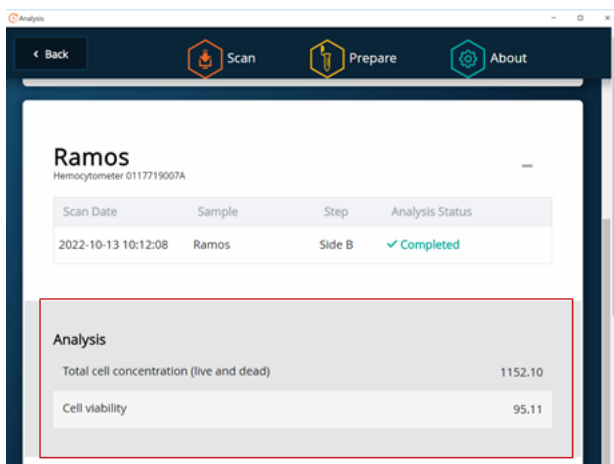 Analysis
Back Scan Prepare About
Ramos
Hemocytometer 0117719007A
Scan Date Sample Step Analysis Status
2022-10-13 10:12:08 Ramos Side B Completed
Analysis
Total cell concentration (live and dead) 1152.10
Cell viability 95.11